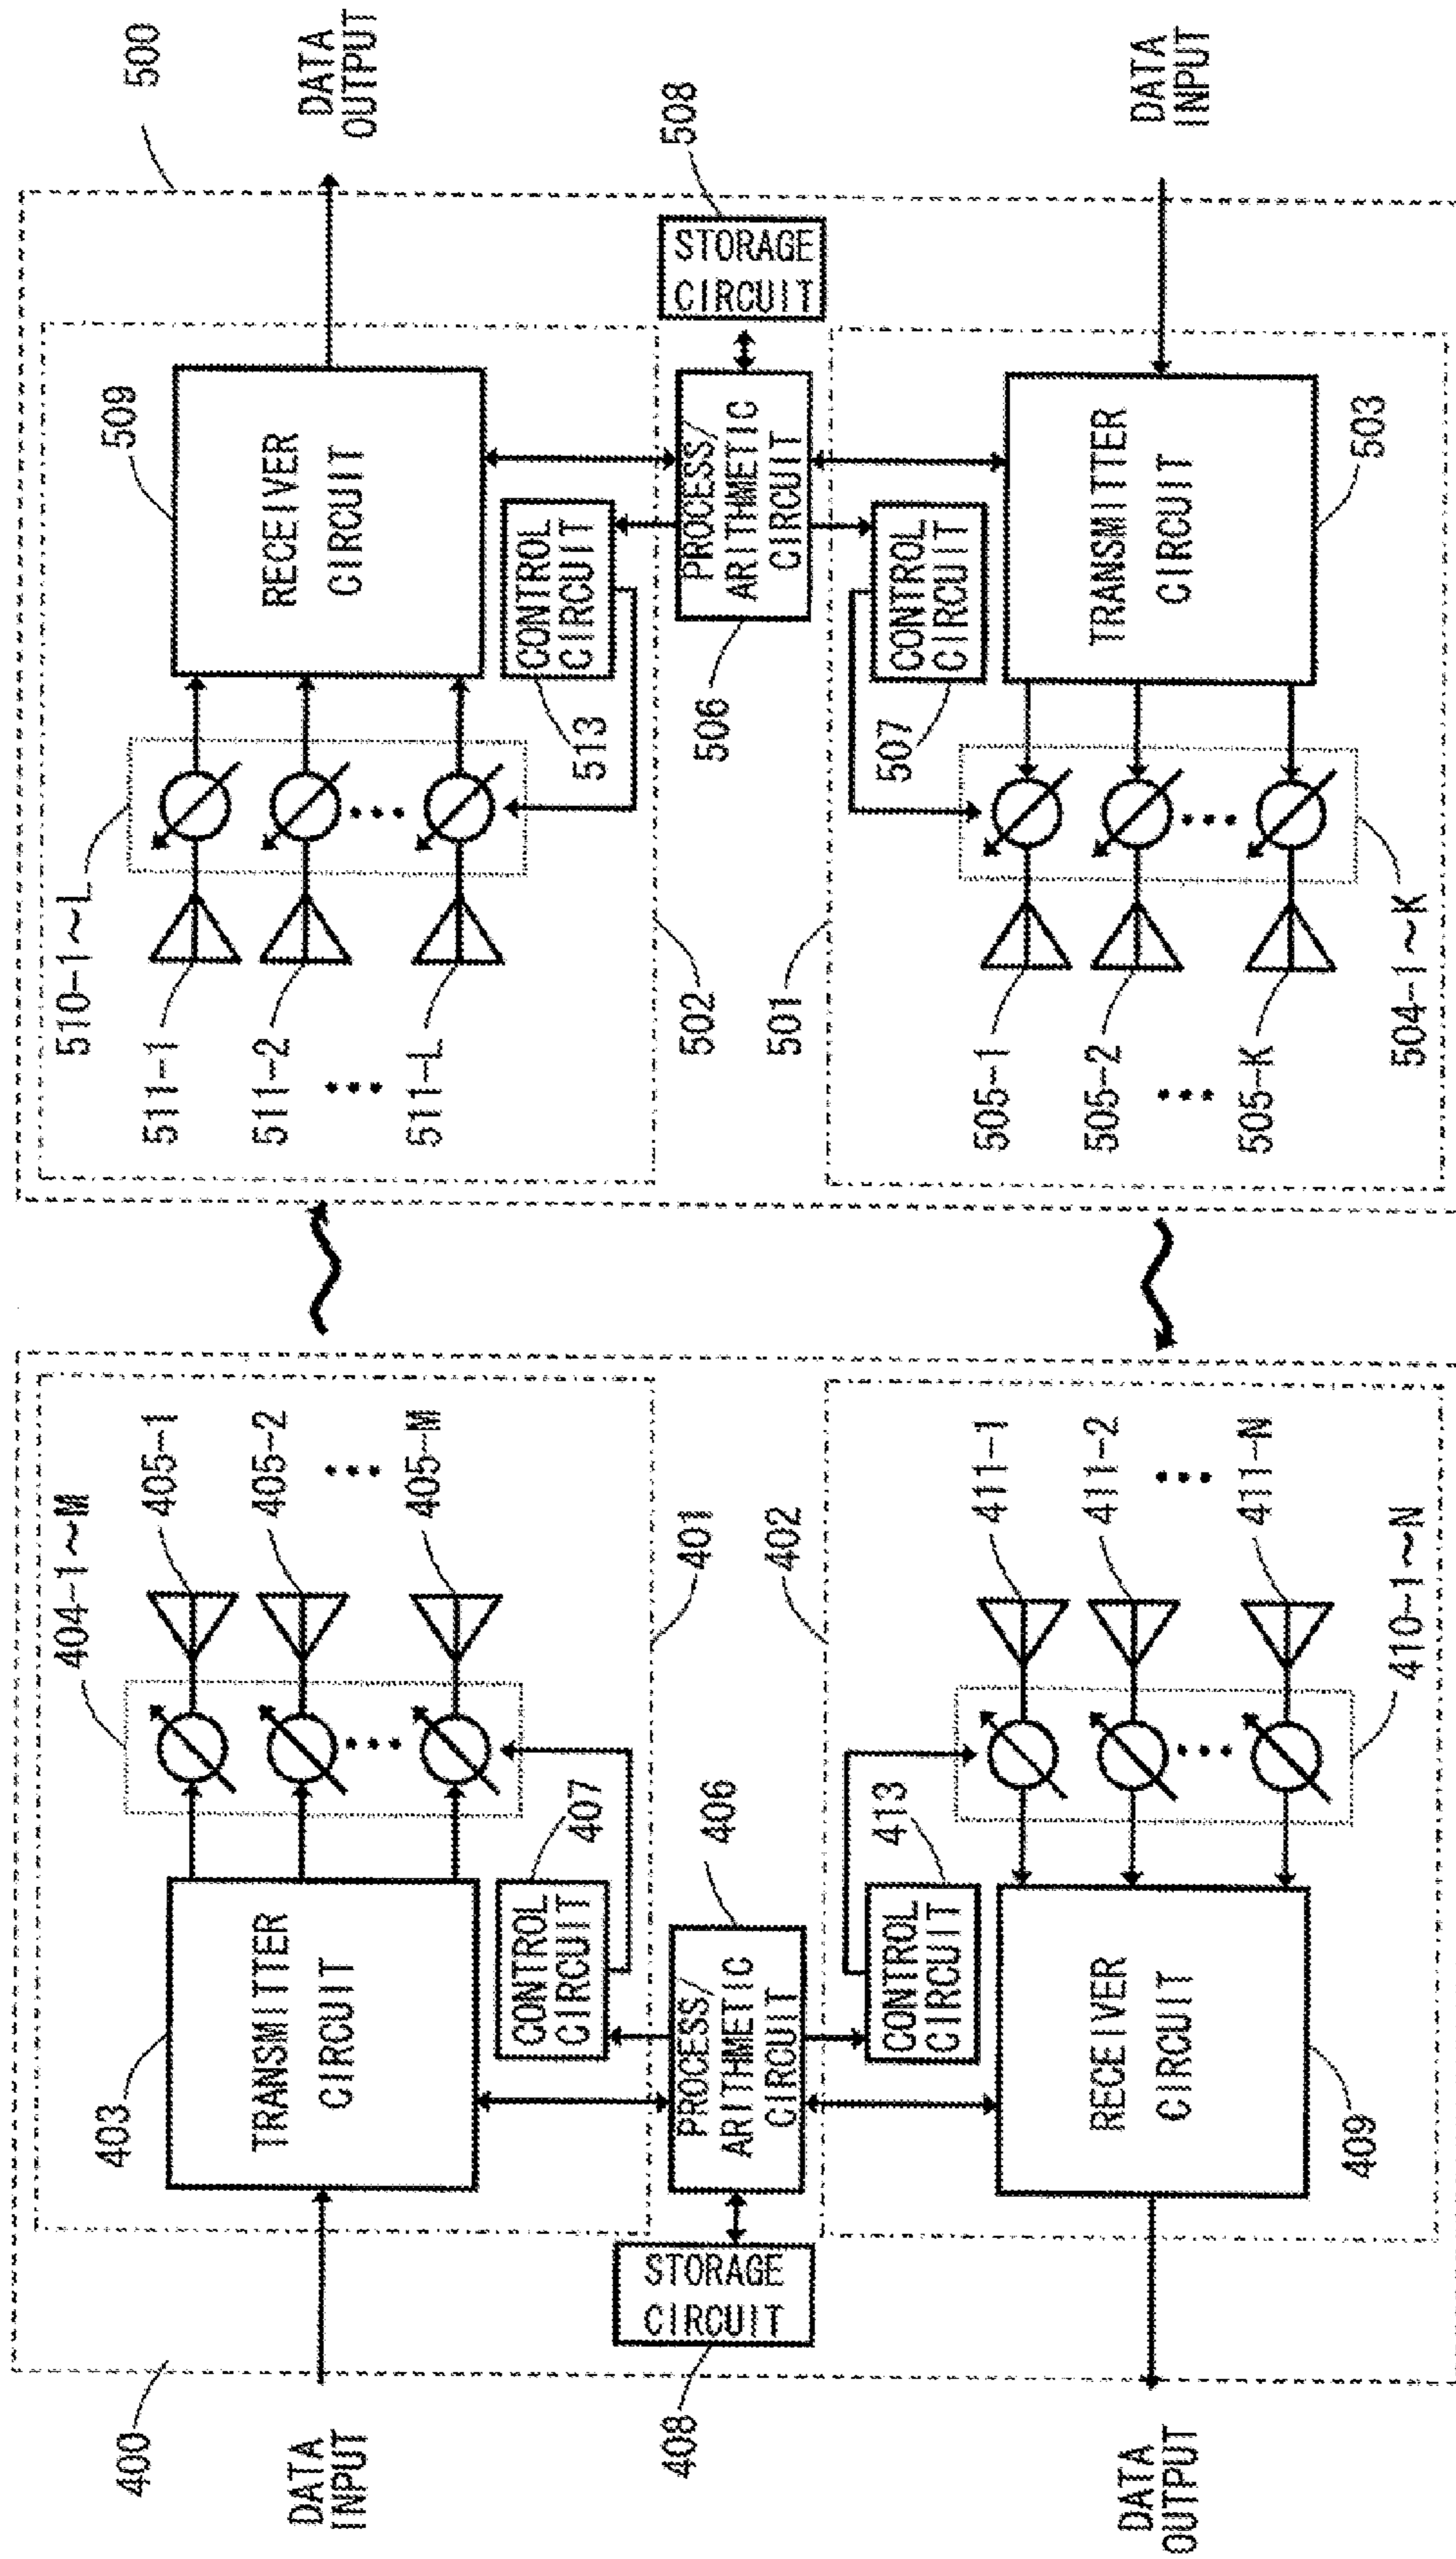 400
DATA
INPUT
403
TRANSMITTER
CIRCUIT
404-1~M
405-1
405-2
405-M
CONTROL
CIRCUIT
407
401
STORAGE
CIRCUIT
408
PROCESS/
ARITHMETIC
CIRCUIT
406
402
CONTROL
CIRCUIT
413
411-1
411-2
411-N
410-1~N
RECEIVER
CIRCUIT
409
DATA
OUTPUT
500
DATA
OUTPUT
509
RECEIVER
CIRCUIT
510-1~L
511-1
511-2
511-L
CONTROL
CIRCUIT
513
502
STORAGE
CIRCUIT
508
PROCESS/
ARITHMETIC
CIRCUIT
506
501
CONTROL
CIRCUIT
507
505-1
505-2
505-K
504-1~K
TRANSMITTER
CIRCUIT
503
DATA
INPUT